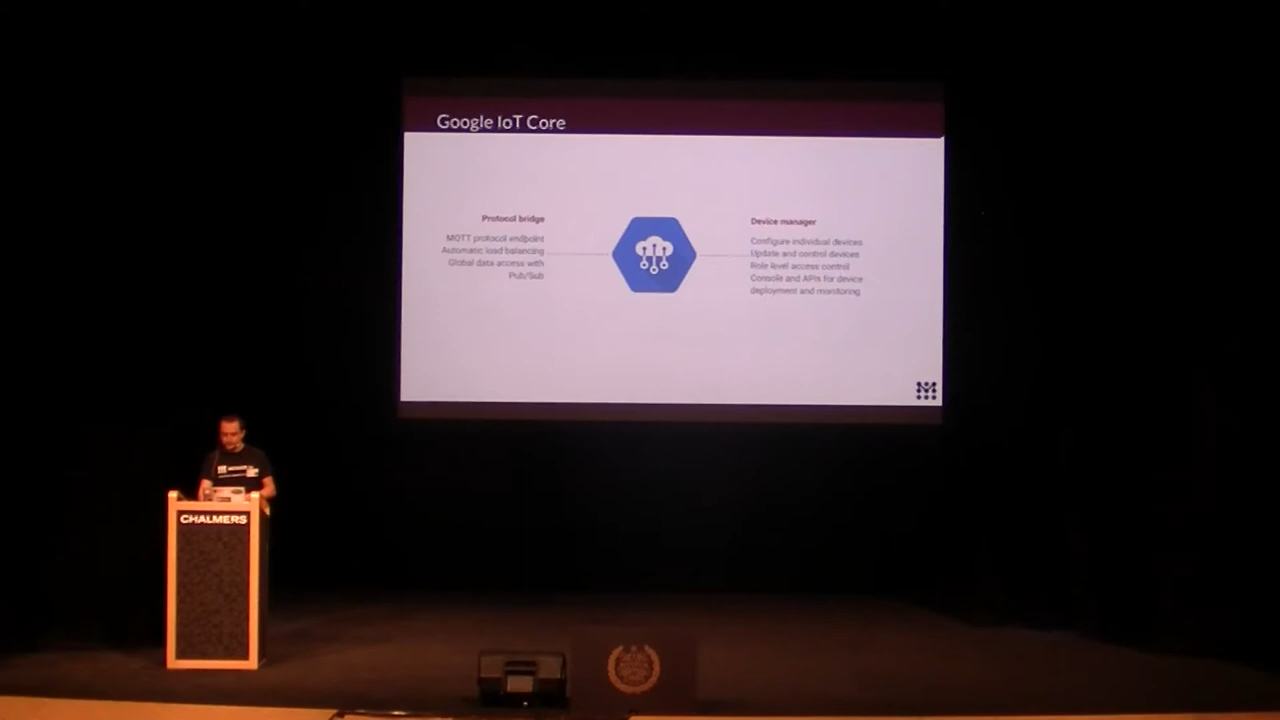 Google IoT Core
Protocol bridge
MQTT protocol endpoint
Automatic load balancing
Global data access with
Pub/Sub
Device manager
Configure individual devices
Update and control devices
Role level access control
Console and APIs for device
deployment and monitoring
CHALMERS